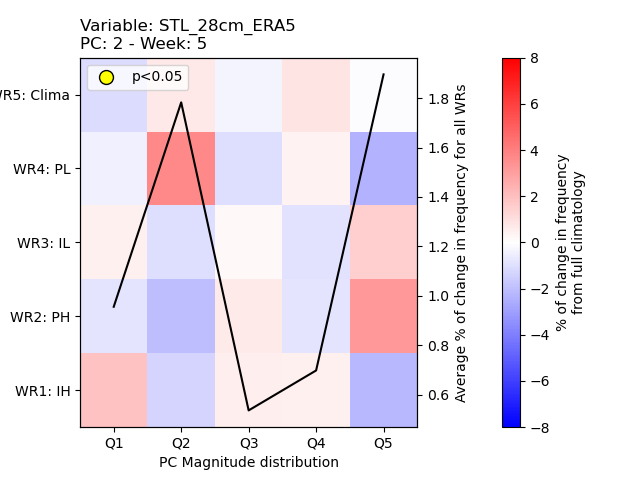 Variable: STL_28cm_ERA5
PC: 2 - Week: 5
p<0.05
WR5: Clima
WR4: PL
WR3: IL
WR2: PH
WR1: IH
Q1 Q2 Q3 Q4 Q5
PC Magnitude distribution
1.8
1.6
1.4
1.2
1.0
0.8
0.6
Average % of change in frequency for all WRs
8
6
4
2
0
−2
−4
−6
−8
% of change in frequency
from full climatology